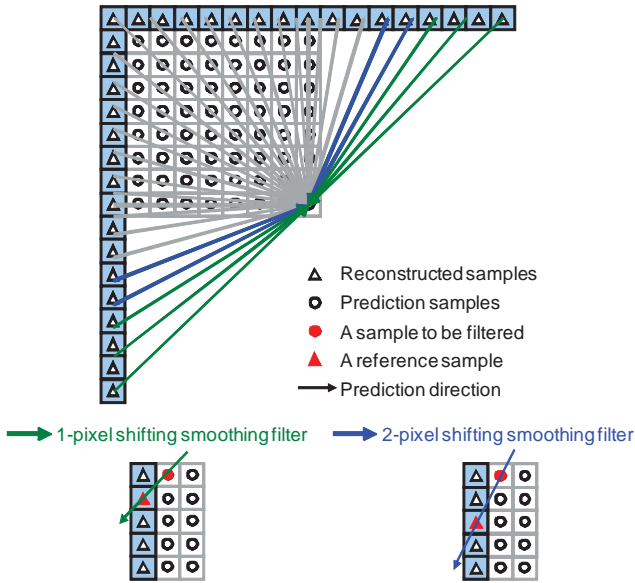 Reconstructed samples
Prediction samples
A sample to be filtered
A reference sample
Prediction direction
1-pixel shifting smoothing filter
2-pixel shifting smoothing filter